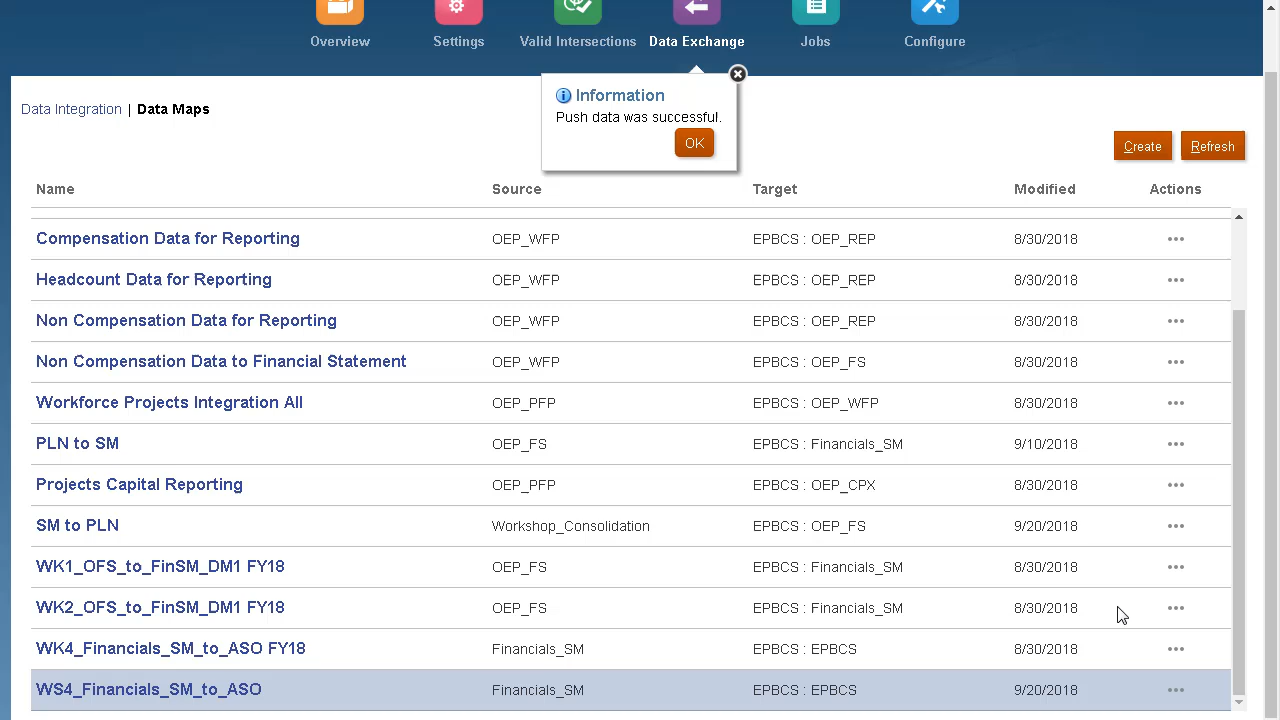 Overview Settings Valid Intersections Data Exchange Jobs Configure
Data Integration | Data Maps
Information
Push data was successful.
OK
Create Refresh
Name Source Target Modified Actions
Compensation Data for Reporting OEP_WFP EPBCS : OEP_REP 8/30/2018
Headcount Data for Reporting OEP_WFP EPBCS : OEP_REP 8/30/2018
Non Compensation Data for Reporting OEP_WFP EPBCS : OEP_REP 8/30/2018
Non Compensation Data to Financial Statement OEP_WFP EPBCS : OEP_FS 8/30/2018
Workforce Projects Integration All OEP_PFP EPBCS : OEP_WFP 8/30/2018
PLN to SM OEP_FS EPBCS : Financials_SM 9/10/2018
Projects Capital Reporting OEP_PFP EPBCS : OEP_CPX 8/30/2018
SM to PLN Workshop_Consolidation EPBCS : OEP_FS 9/20/2018
WK1_OFS_to_FinSM_DM1 FY18 OEP_FS EPBCS : Financials_SM 8/30/2018
WK2_OFS_to_FinSM_DM1 FY18 OEP_FS EPBCS : Financials_SM 8/30/2018
WK4_Financials_SM_to_ASO FY18 Financials_SM EPBCS : EPBCS 8/30/2018
WS4_Financials_SM_to_ASO Financials_SM EPBCS : EPBCS 9/20/2018